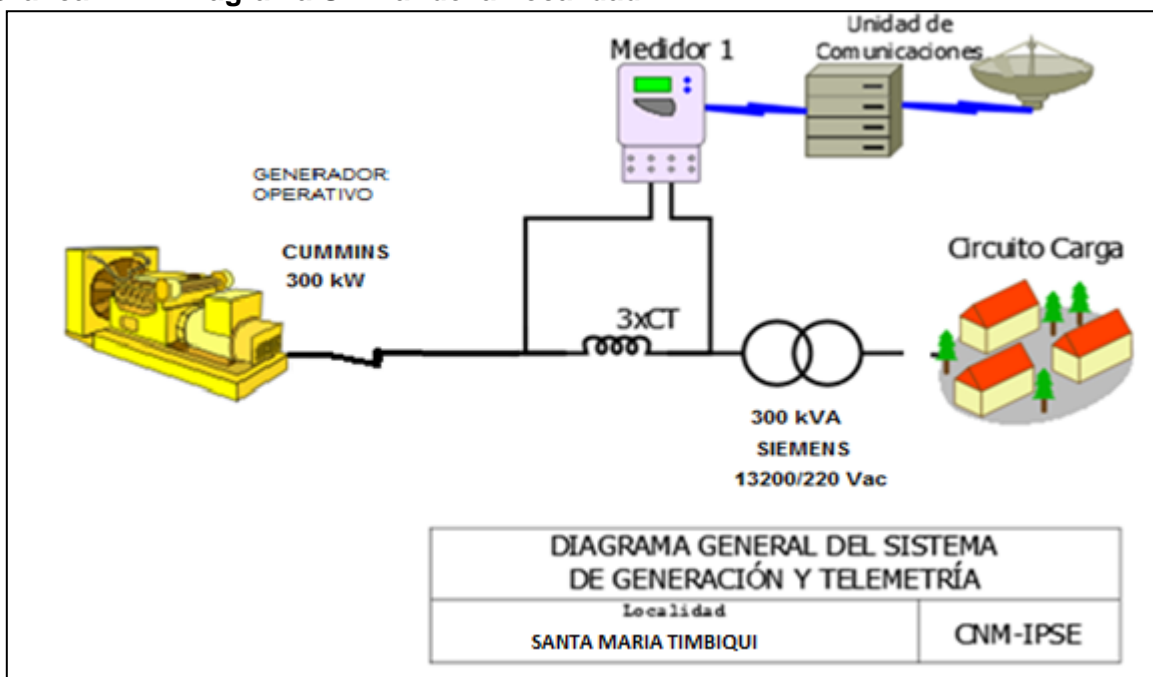 Unidad de
Comunicaciones
Medidor 1
GENERADOR
OPERATIVO
CUMMINS
300 kW
Circuito Carga
3xCT
300 kVA
SIEMENS
13200/220 Vac
DIAGRAMA GENERAL DEL SISTEMA
DE GENERACIÓN Y TELEMETRÍA
Localidad
SANTA MARIA TIMBIQUI
CNM-IPSE